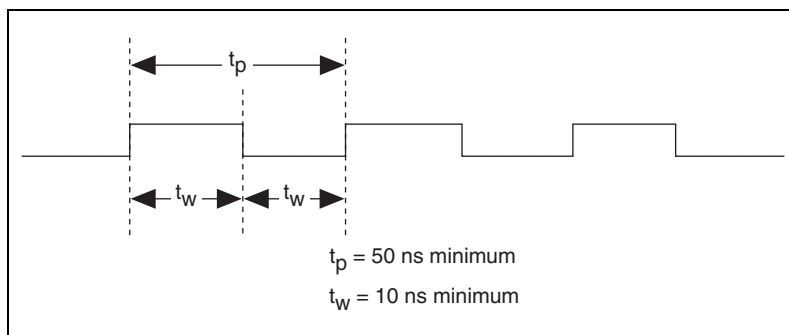 tp
tw tw
tp = 50 ns minimum
tw = 10 ns minimum